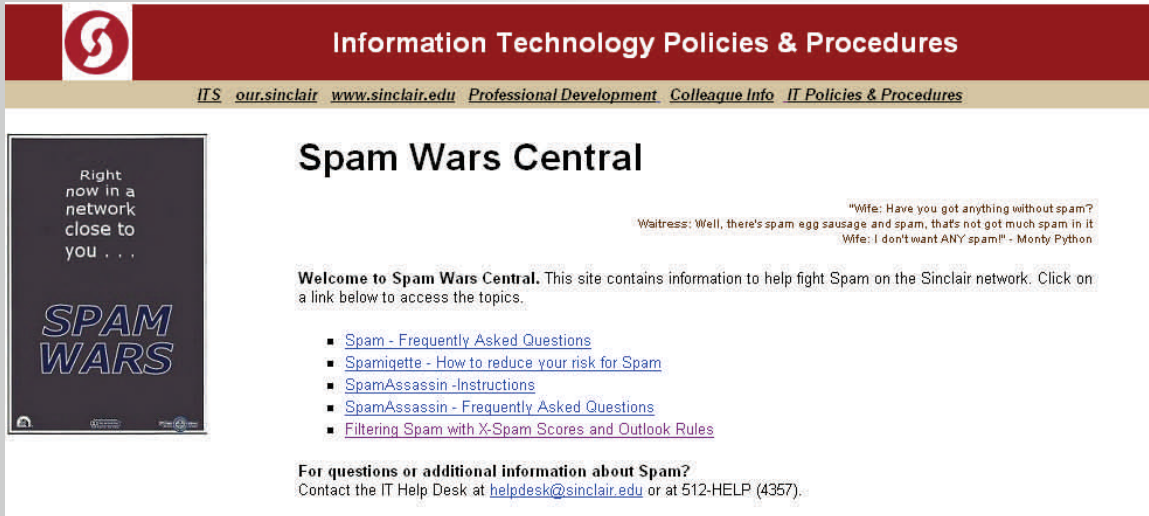 Information Technology Policies & Procedures
ITS our.sinclair www.sinclair.edu Professional Development Colleague Info IT Policies & Procedures
Right
now in a
network
close to
you . . .
SPAM
WARS
Spam Wars Central
"Wife: Have you got anything without spam?
Waitress: Well, there's spam egg sausage and spam, that's not got much spam in it
Wife: I don't want ANY spam!" - Monty Python
Welcome to Spam Wars Central. This site contains information to help fight Spam on the Sinclair network. Click on
a link below to access the topics.
Spam - Frequently Asked Questions
Spamiqette - How to reduce your risk for Spam
SpamAssassin -Instructions
SpamAssassin - Frequently Asked Questions
Filtering Spam with X-Spam Scores and Outlook Rules
For questions or additional information about Spam?
Contact the IT Help Desk at helpdesk@sinclair.edu or at 512-HELP (4357).